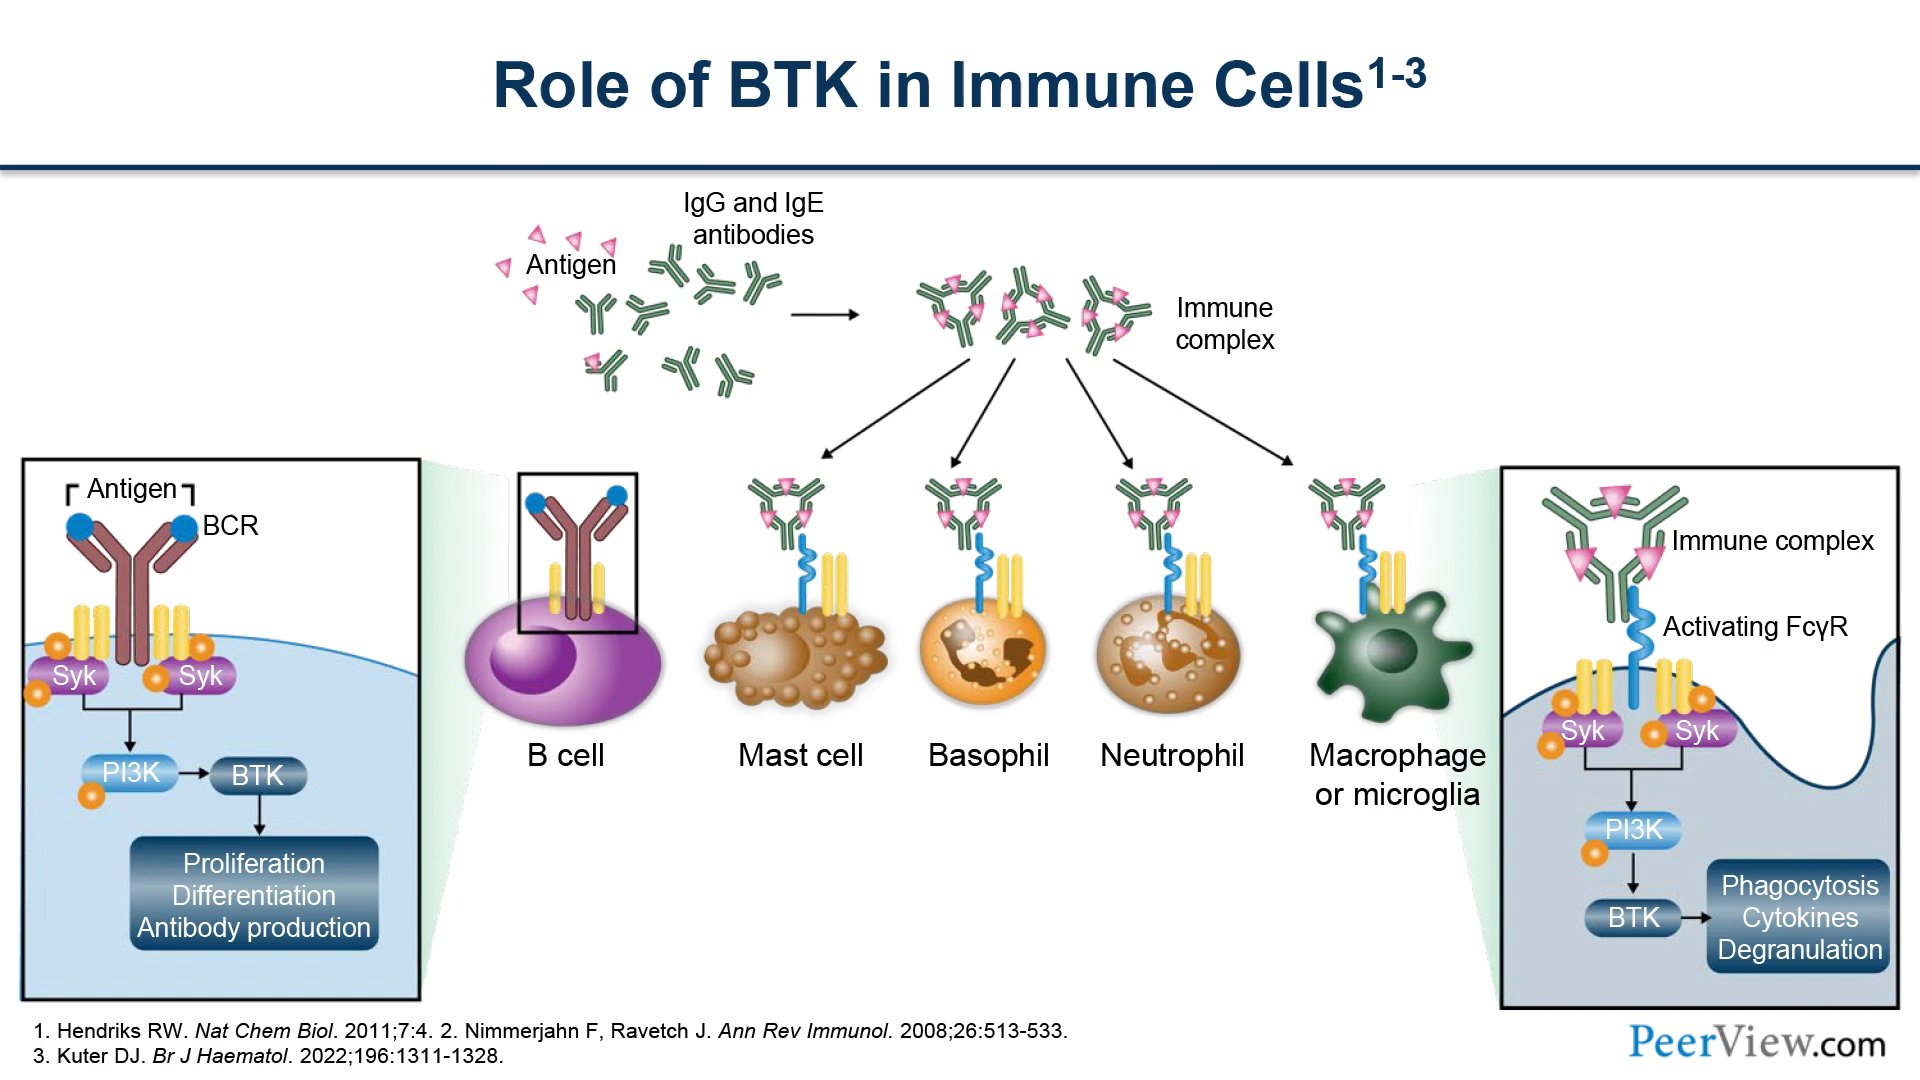 Role of BTK in Immune Cells1-3
IgG and IgE
antibodies
Antigen
Immune
complex
Antigen
BCR
Syk
Syk
PI3K
BTK
Proliferation
Differentiation
Antibody production
B cell
Mast cell
Basophil
Neutrophil
Macrophage
or microglia
Immune complex
Activating FcγR
Syk
Syk
PI3K
BTK
Phagocytosis
Cytokines
Degranulation
1. Hendriks RW. Nat Chem Biol. 2011;7:4. 2. Nimmerjahn F, Ravetch J. Ann Rev Immunol. 2008;26:513-533.
3. Kuter DJ. Br J Haematol. 2022;196:1311-1328.
PeerView.com